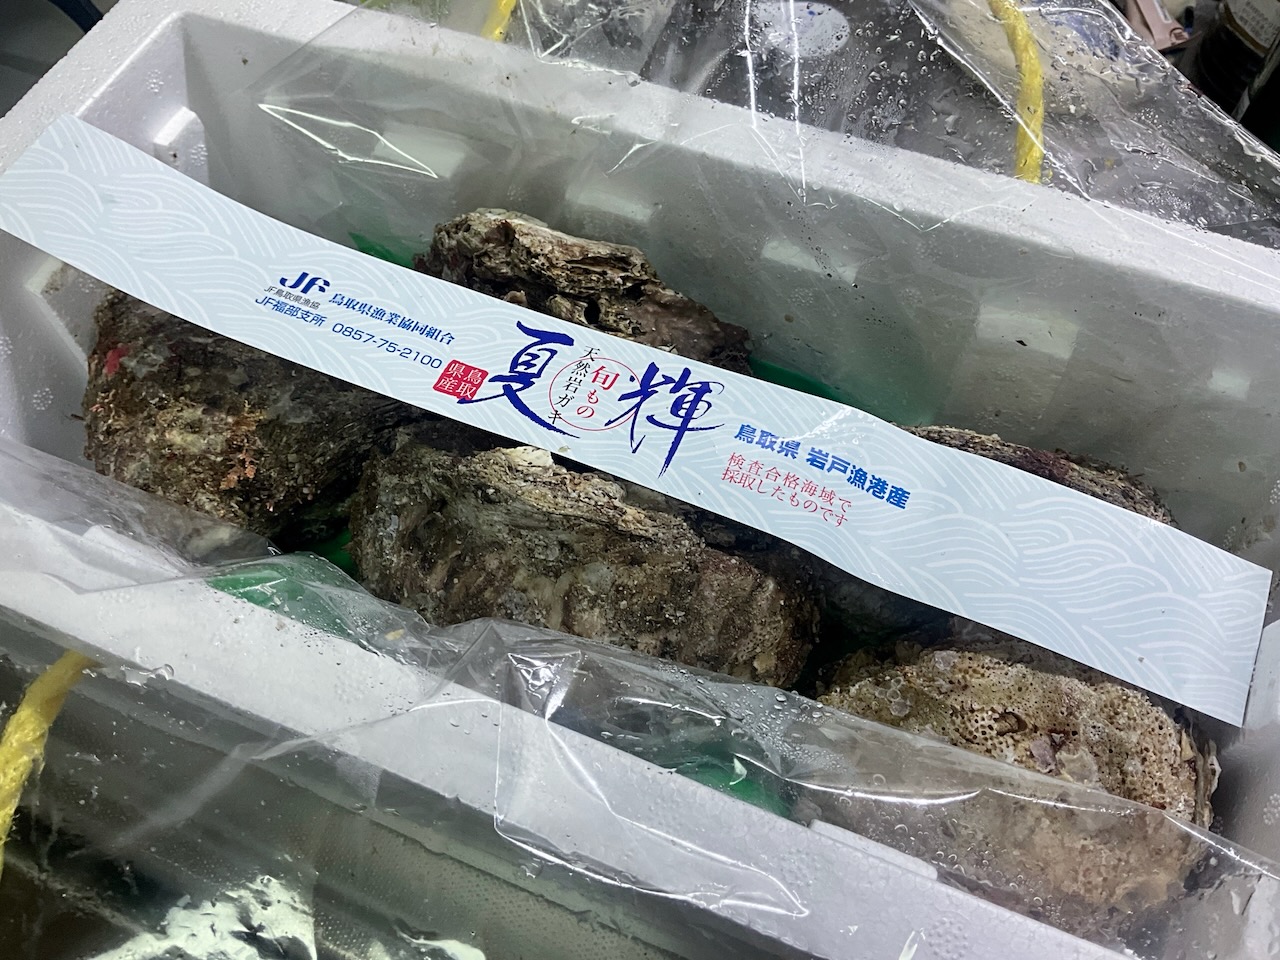 JF
JF鳥取県漁協
鳥取県漁業協同組合
JF福部支所 0857-75-2100
鳥取
県産
夏輝
天然岩ガキ
旬もの
鳥取県 岩戸漁港産
検査合格海域で
採取したものです